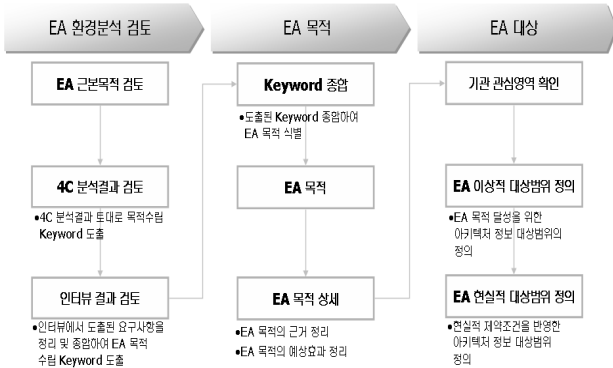 EA 환경분석 검토
EA 목적
EA 대상
EA 근본목적 검토
4C 분석결과 검토
•4C 분석결과 토대로 목적수립
Keyword 도출
인터뷰 결과 검토
•인터뷰에서 도출된 요구사항을
정리 및 종합하여 EA 목적
수립 Keyword 도출
Keyword 종합
•도출된 Keyword 종합하여
EA 목적 식별
EA 목적
EA 목적 상세
•EA 목적의 근거 정리
•EA 목적의 예상효과 정리
기관 관심영역 확인
EA 이상적 대상범위 정의
•EA 목적 달성을 위한
아키텍처 정보 대상범위의
정의
EA 현실적 대상범위 정의
•현실적 제약조건을 반영한
아키텍처 정보 대상범위
정의